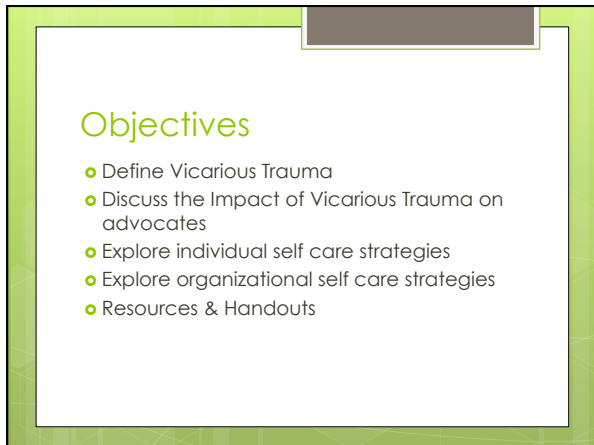 Objectives
Define Vicarious Trauma
Discuss the Impact of Vicarious Trauma on
advocates
Explore individual self care strategies
Explore organizational self care strategies
Resources & Handouts